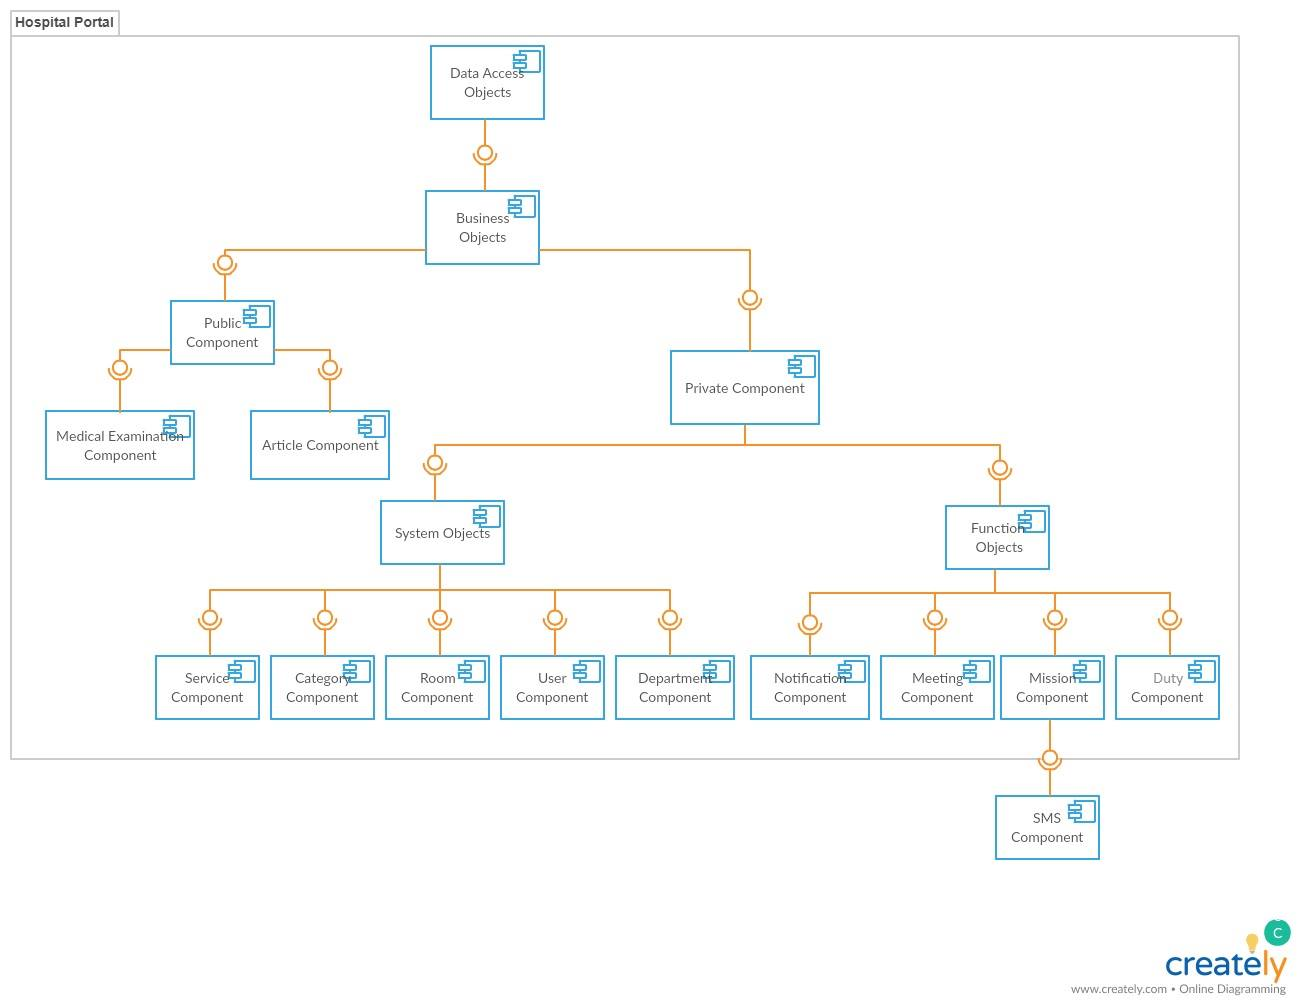 Hospital Portal
Data Access
Objects
Business
Objects
Public
Component
Private Component
Medical Examination
Component
Article Component
System Objects
Function
Objects
Service
Component
Category
Component
Room
Component
User
Component
Department
Component
Notification
Component
Meeting
Component
Mission
Component
Duty
Component
SMS
Component
C
creately
www.creately.com • Online Diagramming